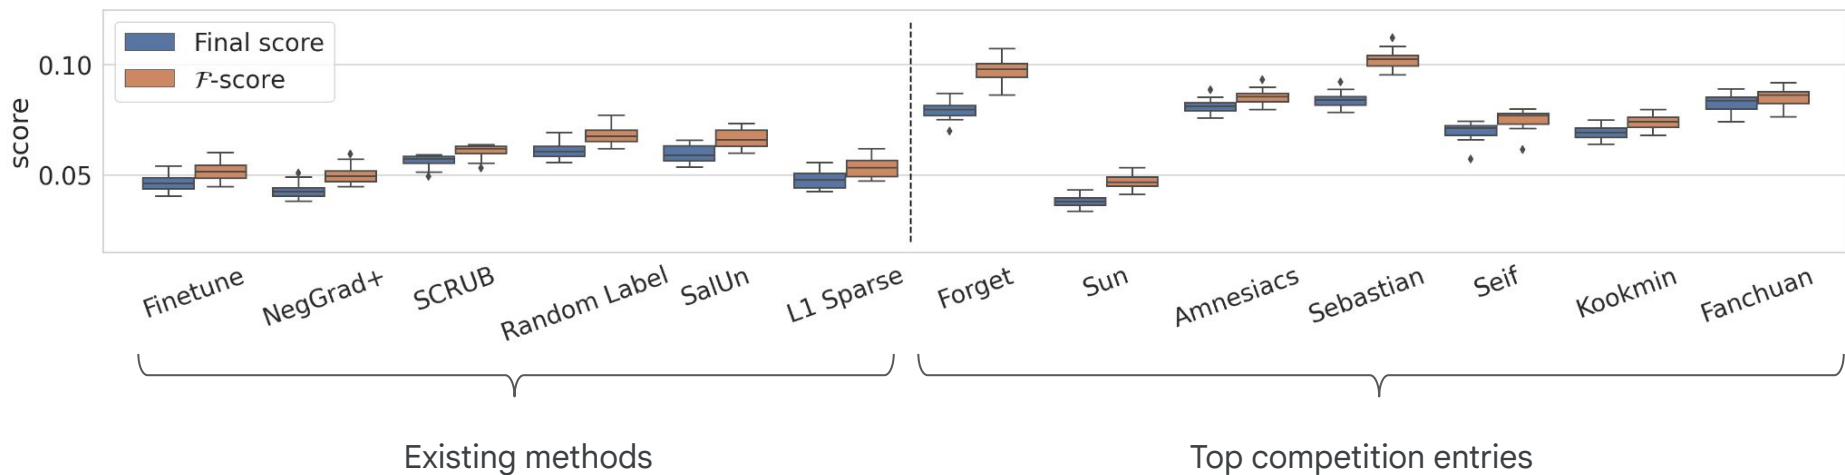 Final score
𝓕-score
0.10
0.05
score
Finetune
NegGrad+
SCRUB
Random Label
SalUn
L1 Sparse
Forget
Sun
Amnesiacs
Sebastian
Seif
Kookmin
Fanchuan
Existing methods
Top competition entries